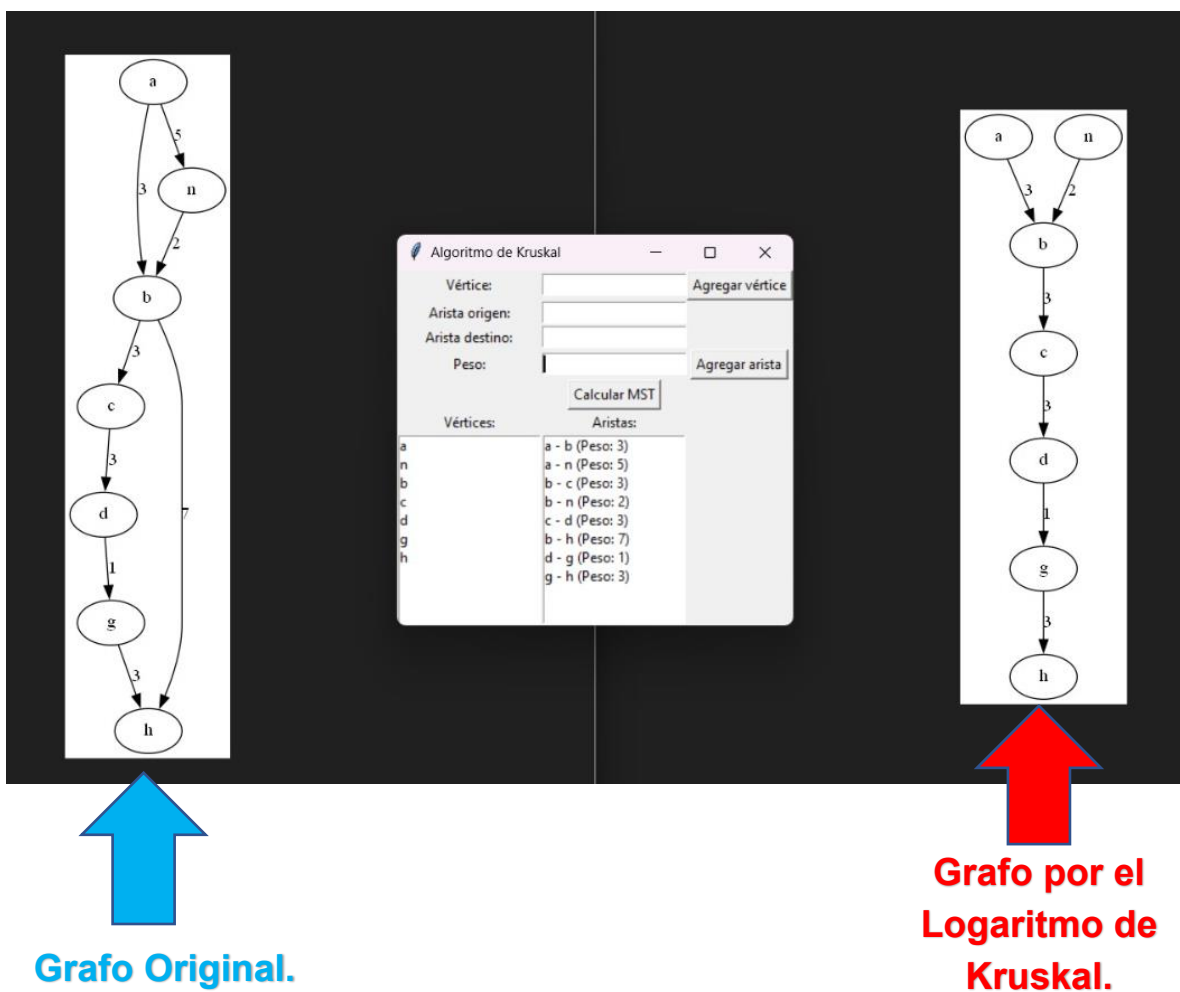 a
5
3
n
2
b
3
c
3
d
7
1
g
3
h
Algoritmo de Kruskal
Vértice:
Agregar vértice
Arista origen:
Arista destino:
Peso:
Agregar arista
Calcular MST
Vértices:
Aristas:
a
n
b
c
d
g
h
a - b (Peso: 3)
a - n (Peso: 5)
b - c (Peso: 3)
b - n (Peso: 2)
c - d (Peso: 3)
b - h (Peso: 7)
d - g (Peso: 1)
g - h (Peso: 3)
a
n
3
2
b
3
c
3
d
1
g
3
h
Grafo Original.
Grafo por el
Logaritmo de
Kruskal.